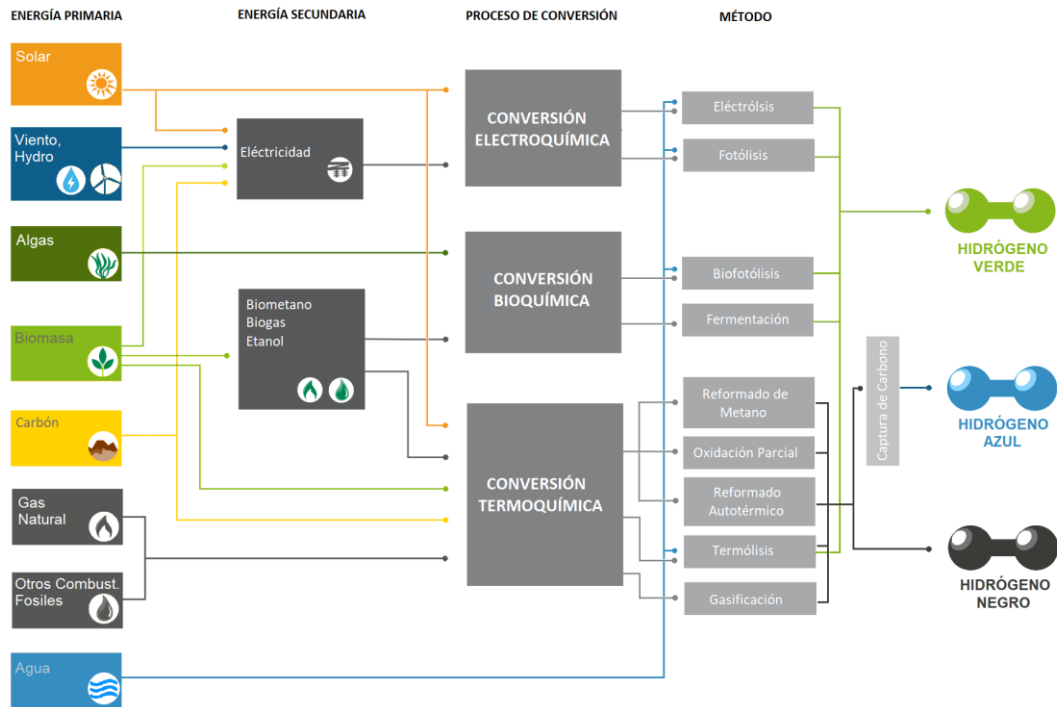 ENERGÍA PRIMARIA
ENERGÍA SECUNDARIA
PROCESO DE CONVERSIÓN
MÉTODO
Solar
Viento,
Hydro
Algas
Biomasa
Carbón
Gas
Natural
Otros Combust.
Fosiles
Agua
Eléctricidad
Biometano
Biogas
Etanol
CONVERSIÓN
ELECTROQUÍMICA
CONVERSIÓN
BIOQUÍMICA
CONVERSIÓN
TERMOQUÍMICA
Eléctrólsis
Fotólisis
Biofotólisis
Fermentación
Reformado de
Metano
Oxidación Parcial
Reformado
Autotérmico
Termólisis
Gasificación
Captura de Carbono
HIDRÓGENO
VERDE
HIDRÓGENO
AZUL
HIDRÓGENO
NEGRO